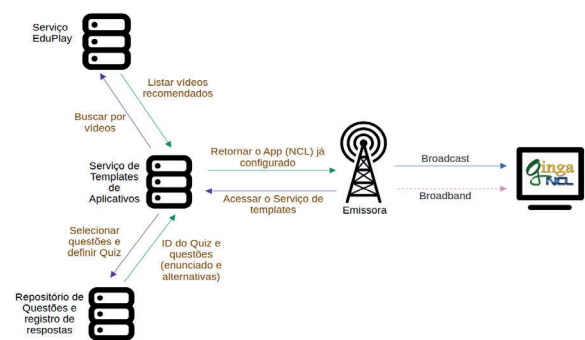 Serviço
EduPlay
Listar vídeos
recomendados
Buscar por
vídeos
Serviço de
Templates
de
Aplicativos
Retornar o App (NCL) já
configurado
Acessar o Serviço de
templates
Emissora
Broadcast
Broadband
Ginga
NCL
Selecionar
questões e
definir Quiz
ID do Quiz e
questões
(enunciado e
alternativas)
Repositório de
Questões e
registro de
respostas